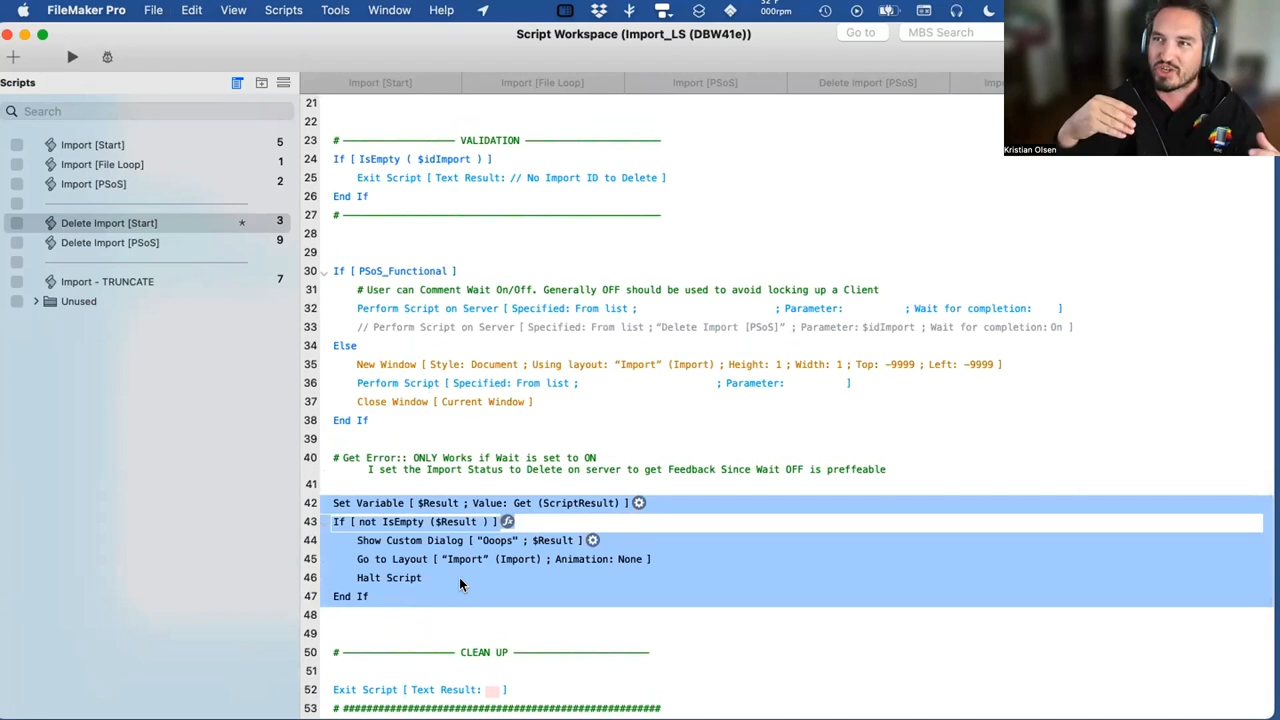 FileMaker Pro File Edit View Scripts Tools Window Help
000rpm
Script Workspace (Import_LS (DBW41e))
Go to
MBS Search
Scripts
Import [Start]
Import [File Loop]
Import [PSoS]
Delete Import [PSoS]
Search
Import [Start] 5
Import [File Loop] 1
Import [PSoS] 2
Delete Import [Start] * 3
Delete Import [PSoS] 9
Import - TRUNCATE 7
Unused
Kristian Olsen
21
22
23 # ——————— VALIDATION ———————
24 If [ IsEmpty ( $idImport ) ]
25 Exit Script [ Text Result: // No Import ID to Delete ]
26 End If
27 # ———————————————
28
29
30 If [ PSoS_Functional ]
31 # User can Comment Wait On/Off. Generally OFF should be used to avoid locking up a Client
32 Perform Script on Server [ Specified: From list ; ; Parameter: ; Wait for completion: ]
33 // Perform Script on Server [ Specified: From list ; “Delete Import [PSoS]” ; Parameter: $idImport ; Wait for completion: On ]
34 Else
35 New Window [ Style: Document ; Using layout: “Import” (Import) ; Height: 1 ; Width: 1 ; Top: -9999 ; Left: -9999 ]
36 Perform Script [ Specified: From list ; ; Parameter: ]
37 Close Window [ Current Window ]
38 End If
39
40 # Get Error:: ONLY Works if Wait is set to ON
I set the Import Status to Delete on server to get Feedback Since Wait OFF is preffeable
41
42 Set Variable [ $Result ; Value: Get (ScriptResult) ]
43 If [ not IsEmpty ($Result ) ]
44 Show Custom Dialog [ "Ooops" ; $Result ]
45 Go to Layout [ “Import” (Import) ; Animation: None ]
46 Halt Script
47 End If
48
49
50 # ——————— CLEAN UP ———————
51
52 Exit Script [ Text Result: ]
53 # ######################################################